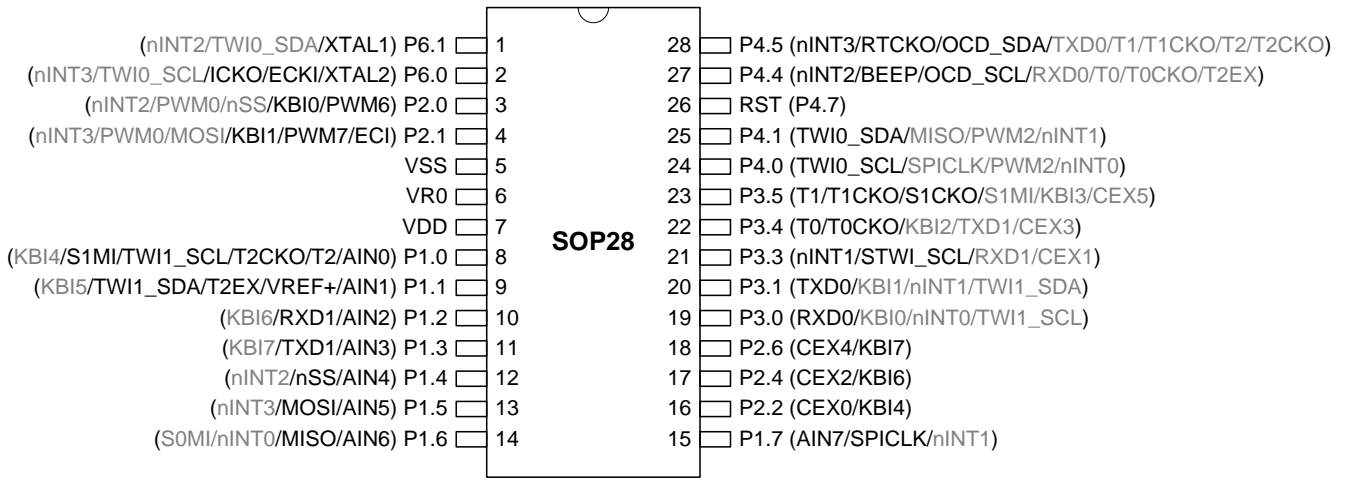 (nINT2/TWI0_SDA/XTAL1) P6.1 1 28 P4.5 (nINT3/RTCKO/OCD_SDA/TXD0/T1/T1CKO/T2/T2CKO)
(nINT3/TWI0_SCL/ICKO/ECKI/XTAL2) P6.0 2 27 P4.4 (nINT2/BEEP/OCD_SCL/RXD0/T0/T0CKO/T2EX)
(nINT2/PWM0/nSS/KBI0/PWM6) P2.0 3 26 RST (P4.7)
(nINT3/PWM0/MOSI/KBI1/PWM7/ECI) P2.1 4 25 P4.1 (TWI0_SDA/MISO/PWM2/nINT1)
VSS 5 24 P4.0 (TWI0_SCL/SPICLK/PWM2/nINT0)
VR0 6 23 P3.5 (T1/T1CKO/S1CKO/S1MI/KBI3/CEX5)
VDD 7 22 P3.4 (T0/T0CKO/KBI2/TXD1/CEX3)
SOP28
(KBI4/S1MI/TWI1_SCL/T2CKO/T2/AIN0) P1.0 8 21 P3.3 (nINT1/STWI_SCL/RXD1/CEX1)
(KBI5/TWI1_SDA/T2EX/VREF+/AIN1) P1.1 9 20 P3.1 (TXD0/KBI1/nINT1/TWI1_SDA)
(KBI6/RXD1/AIN2) P1.2 10 19 P3.0 (RXD0/KBI0/nINT0/TWI1_SCL)
(KBI7/TXD1/AIN3) P1.3 11 18 P2.6 (CEX4/KBI7)
(nINT2/nSS/AIN4) P1.4 12 17 P2.4 (CEX2/KBI6)
(nINT3/MOSI/AIN5) P1.5 13 16 P2.2 (CEX0/KBI4)
(S0MI/nINT0/MISO/AIN6) P1.6 14 15 P1.7 (AIN7/SPICLK/nINT1)